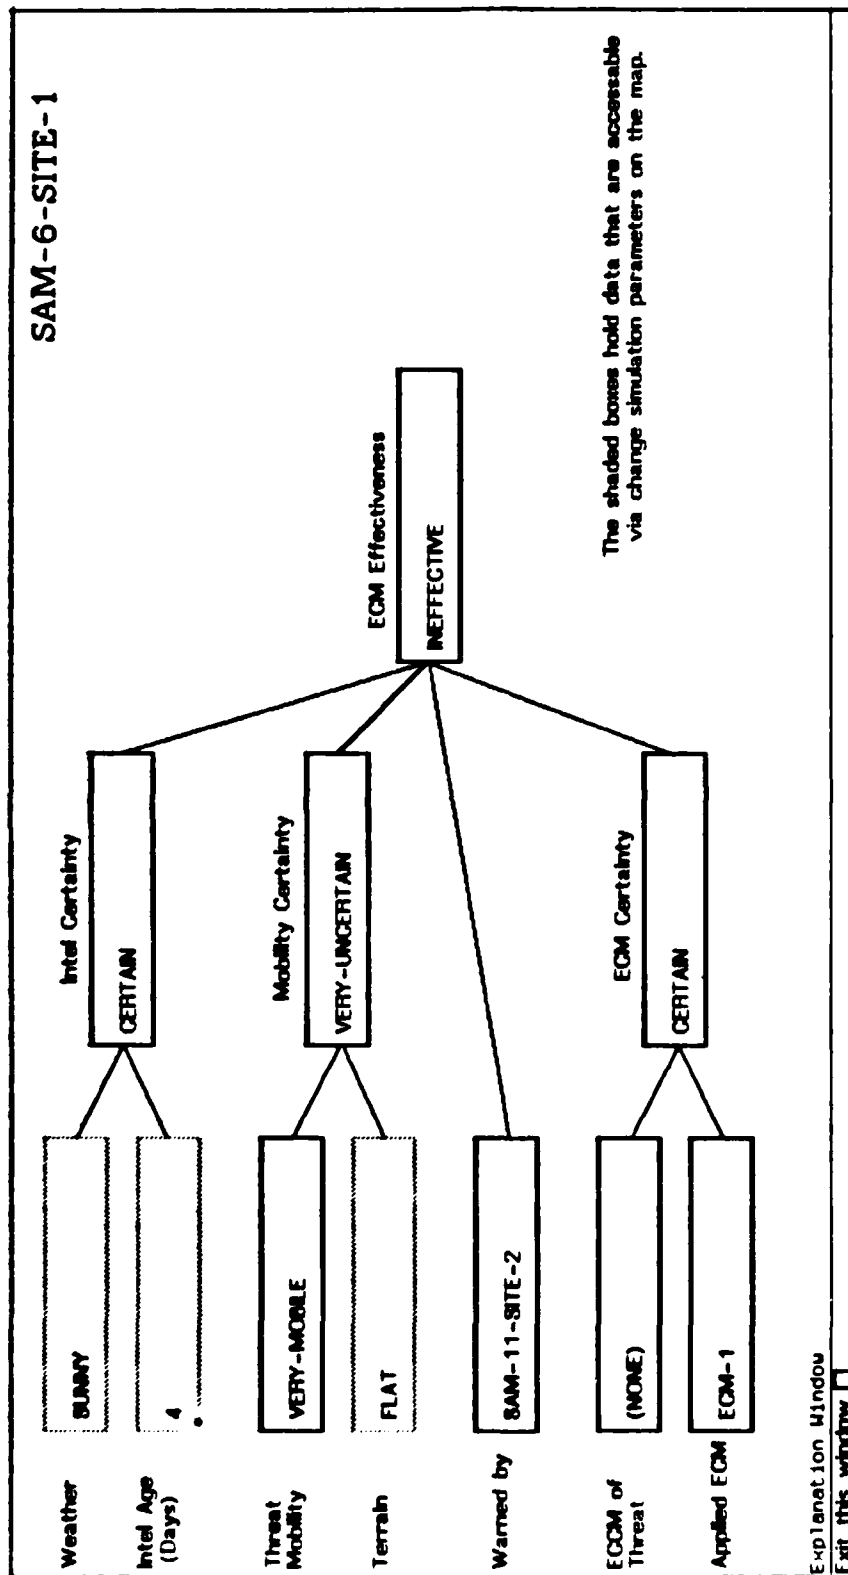 SAM-6-SITE-1
Weather
SUNNY
Intel Age
(Days)
4
Intel Certainty
CERTAIN
Threat
Mobility
VERY-MOBILE
Terrain
FLAT
Mobility Certainty
VERY-UNCERTAIN
ECM Effectiveness
INEFFECTIVE
Warned by
SAM-11-SITE-2
ECCM of
Threat
(NONE)
Applied ECM
ECM-1
ECM Certainty
CERTAIN
The shaded boxes hold data that are accessable
via change simulation parameters on the map.
Explanation Window
Exit this window